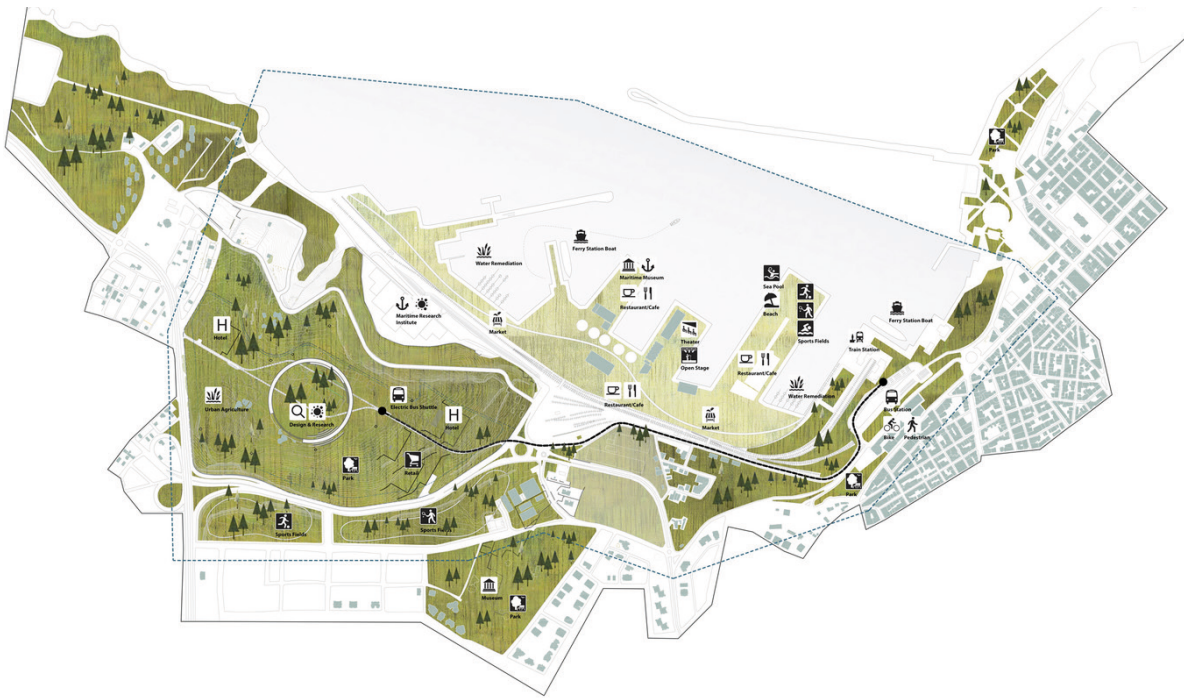 Park
Ferry Station Boat
Water Remediation
Maritime Museum
Sea Pool
Restaurant/Cafe
Beach
Maritime Research
Institute
Market
Sports Fields
Ferry Station Boat
Hotel
Theater
Train Station
Open Stage
Restaurant/Cafe
Water Remediation
Urban Agriculture
Electric Bus Shuttle
Restaurant/Cafe
Bus Station
Design & Research
Hotel
Market
Bike
Pedestrian
Retail
Park
Park
Sports Fields
Sports Fields
Museum
Park